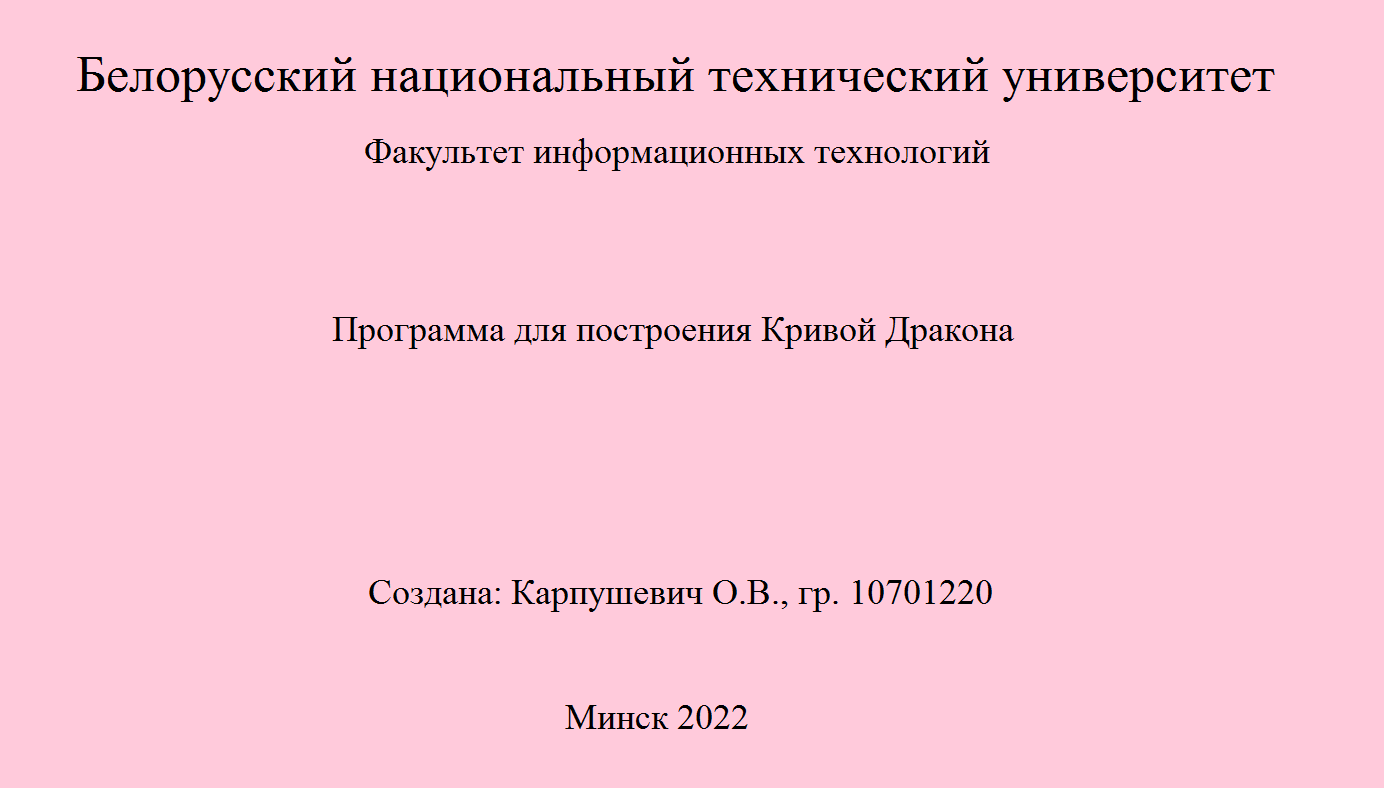 Белорусский национальный технический университет
Факультет информационных технологий
Программа для построения Кривой Дракона
Создана: Карпушевич О.В., гр. 10701220
Минск 2022